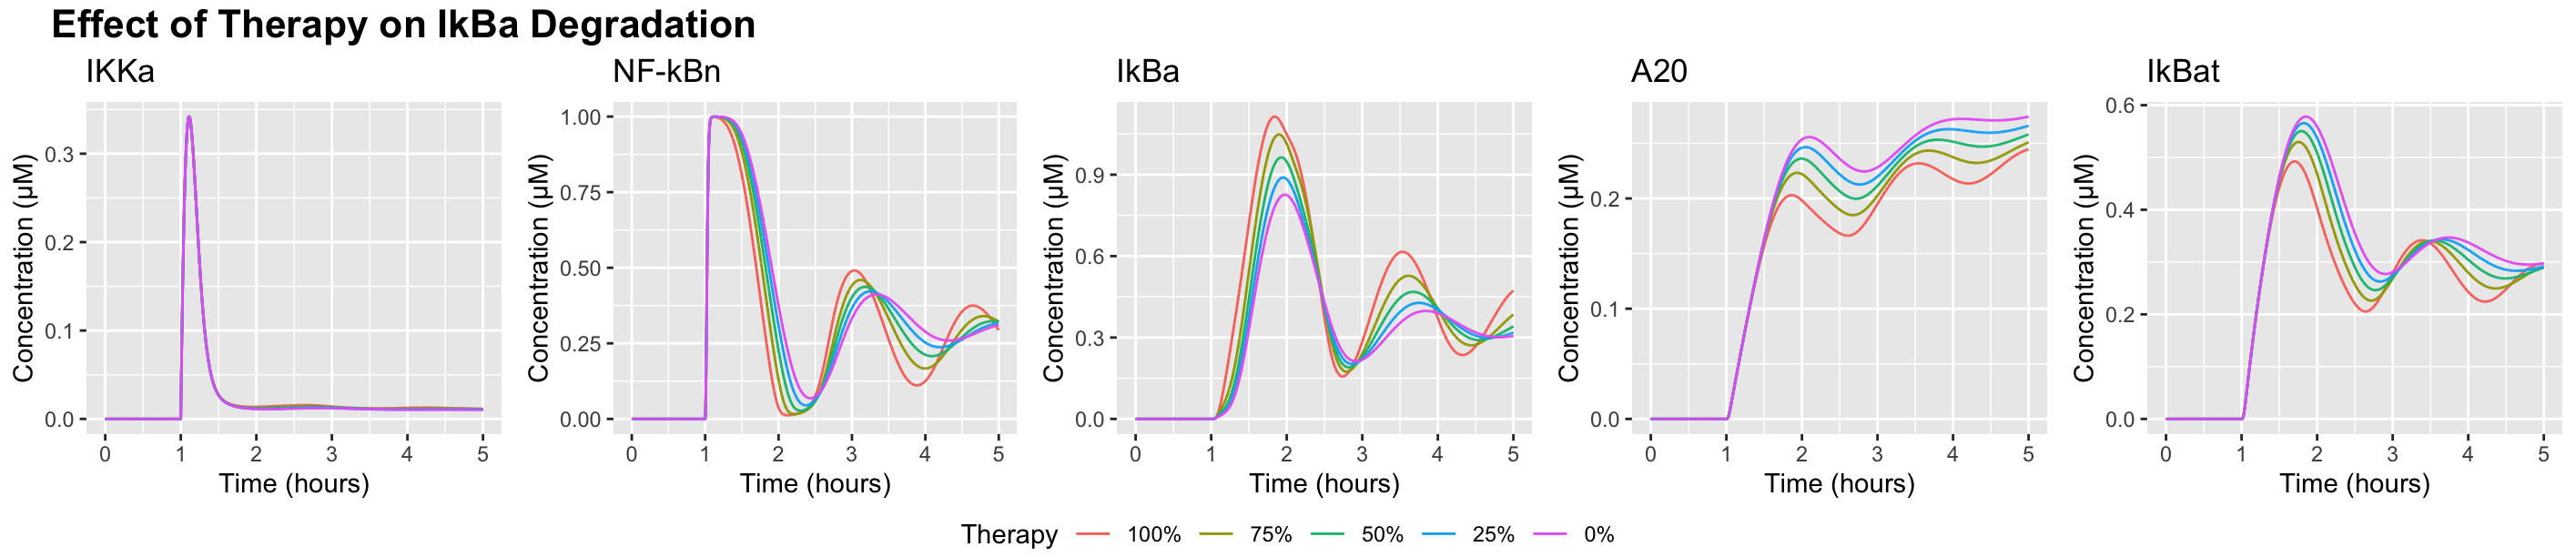 Effect of Therapy on IkBa Degradation
IKKa
Concentration (µM)
0.3
0.2
0.1
0.0
0 1 2 3 4 5
Time (hours)
NF-kBn
Concentration (µM)
1.00
0.75
0.50
0.25
0.00
0 1 2 3 4 5
Time (hours)
IkBa
Concentration (µM)
0.9
0.6
0.3
0.0
0 1 2 3 4 5
Time (hours)
A20
Concentration (µM)
0.2
0.1
0.0
0 1 2 3 4 5
Time (hours)
IkBat
Concentration (µM)
0.6
0.4
0.2
0.0
0 1 2 3 4 5
Time (hours)
Therapy 100% 75% 50% 25% 0%